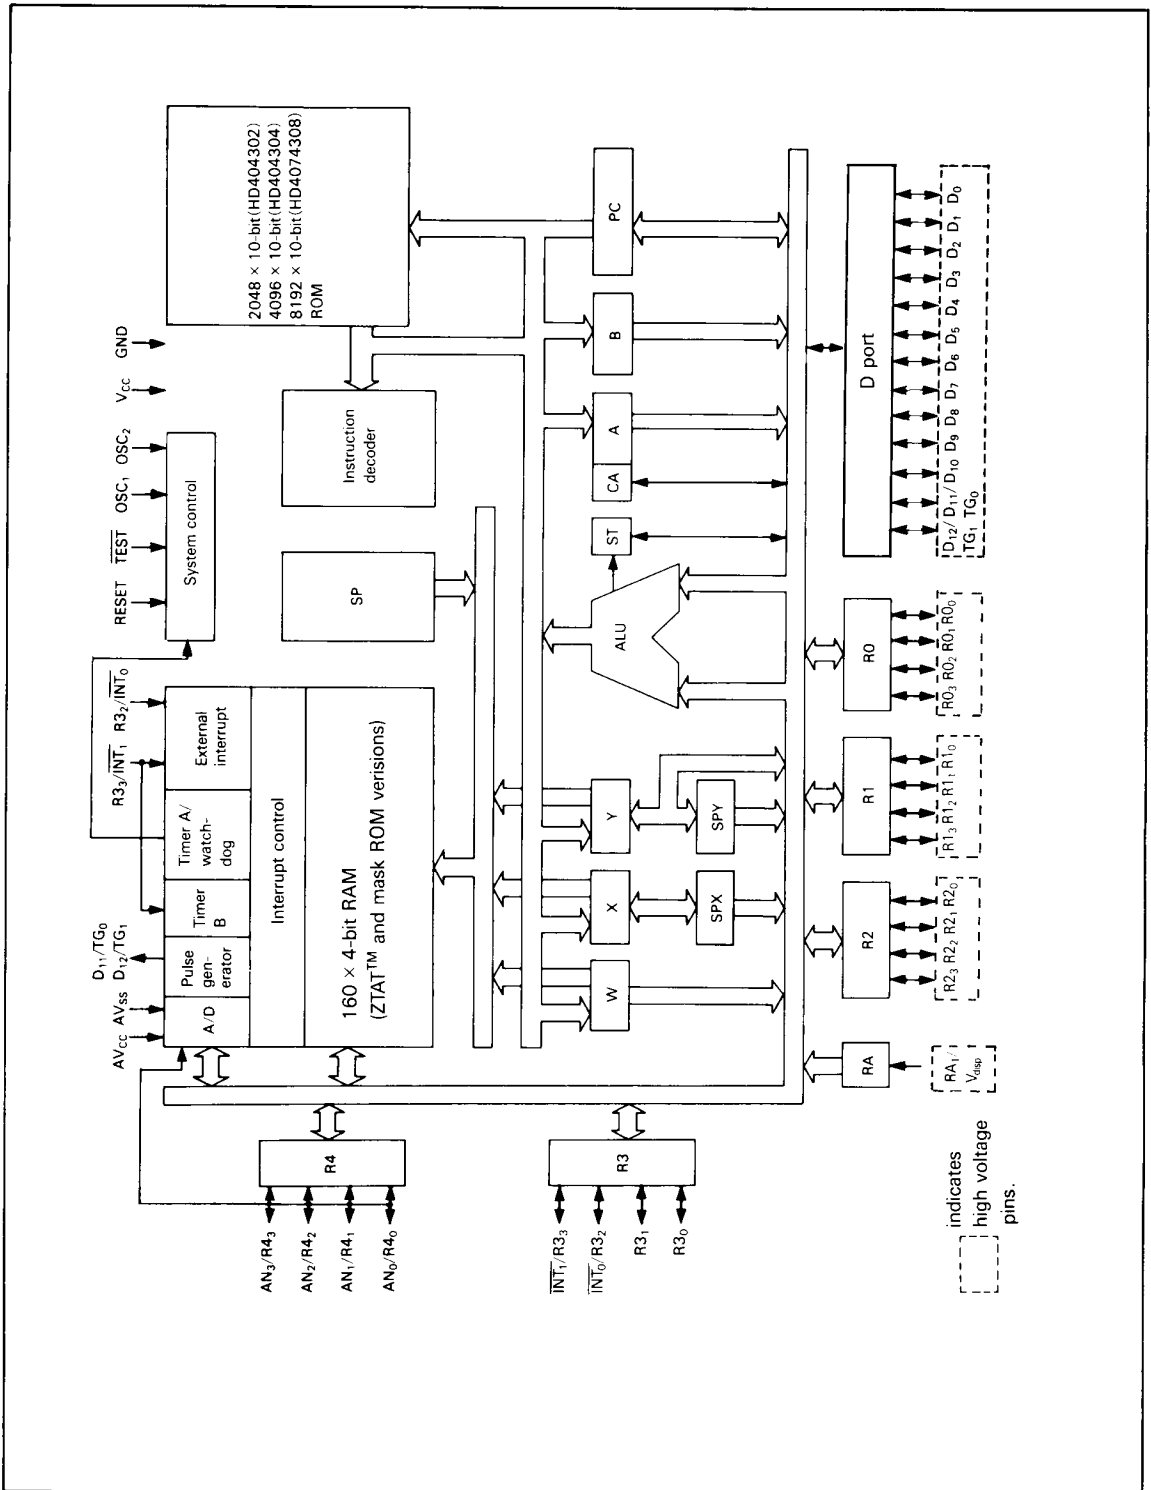 RESET
TEST
OSC1
OSC2
VCC
GND
System control
2048 × 10-bit(HD404302)
4096 × 10-bit(HD404304)
8192 × 10-bit(HD4074308)
ROM
Instruction
decoder
SP
AVCC
AVSS
D11/TG0
D12/TG1
R33/INT1
R32/INT0
A/D
Pulse
gen-
erator
Timer
B
Timer A/
watch-
dog
External
interrupt
Interrupt control
160 × 4-bit RAM
(ZTAT™ and mask ROM verisions)
W
X
Y
SPX
SPY
ALU
ST
CA
A
B
PC
R4
AN3/R43
AN2/R42
AN1/R41
AN0/R40
R3
INT1/R33
INT0/R32
R31
R30
RA
RA1/
Vdisp
R2
R23 R22 R21 R20
R1
R13 R12 R11 R10
R0
R03 R02 R01 R00
D port
D12/ D11/ D10 D9 D8 D7 D6 D5 D4 D3 D2 D1 D0
TG1 TG0
indicates
high voltage
pins.